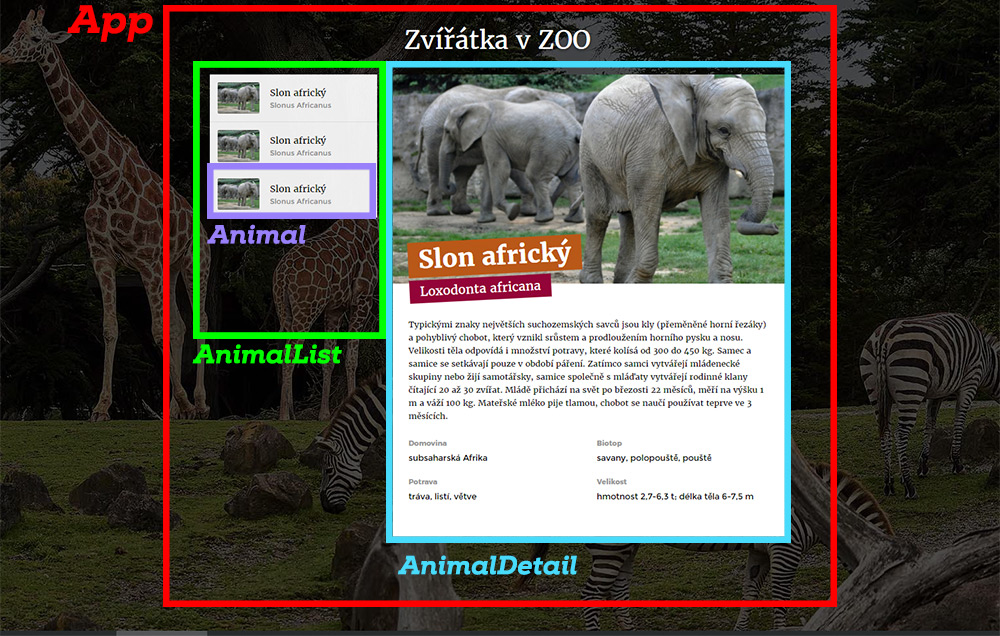 App
Zvířátka v ZOO
Slon africký
Slonus Africanus
Slon africký
Slonus Africanus
Slon africký
Slonus Africanus
Animal
AnimalList
Slon africký
Loxodonta africana
Typickými znaky největších suchozemských savců jsou kly (přeměněné horní řezáky)
a pohyblivý chobot, který vznikl srůstem a prodloužením horního pysku a nosu.
Velikosti těla odpovídá i množství potravy, které kolísá od 300 do 450 kg. Samec a
samice se setkávají pouze v období páření. Zatímco samci vytvářejí mládenecké
skupiny nebo žijí samotářsky, samice společně s mláďaty vytvářejí rodinné klany
čítající 20 až 30 zvířat. Mládě přichází na svět po březosti 22 měsíců, měří na výšku 1
m a váží 100 kg. Mateřské mléko pije tlamou, chobot se naučí používat teprve ve 3
měsících.
Domovina
subsaharská Afrika
Biotop
savany, polopouště, pouště
Potrava
tráva, listí, větve
Velikost
hmotnost 2,7-6,3 t; délka těla 6-7,5 m
AnimalDetail